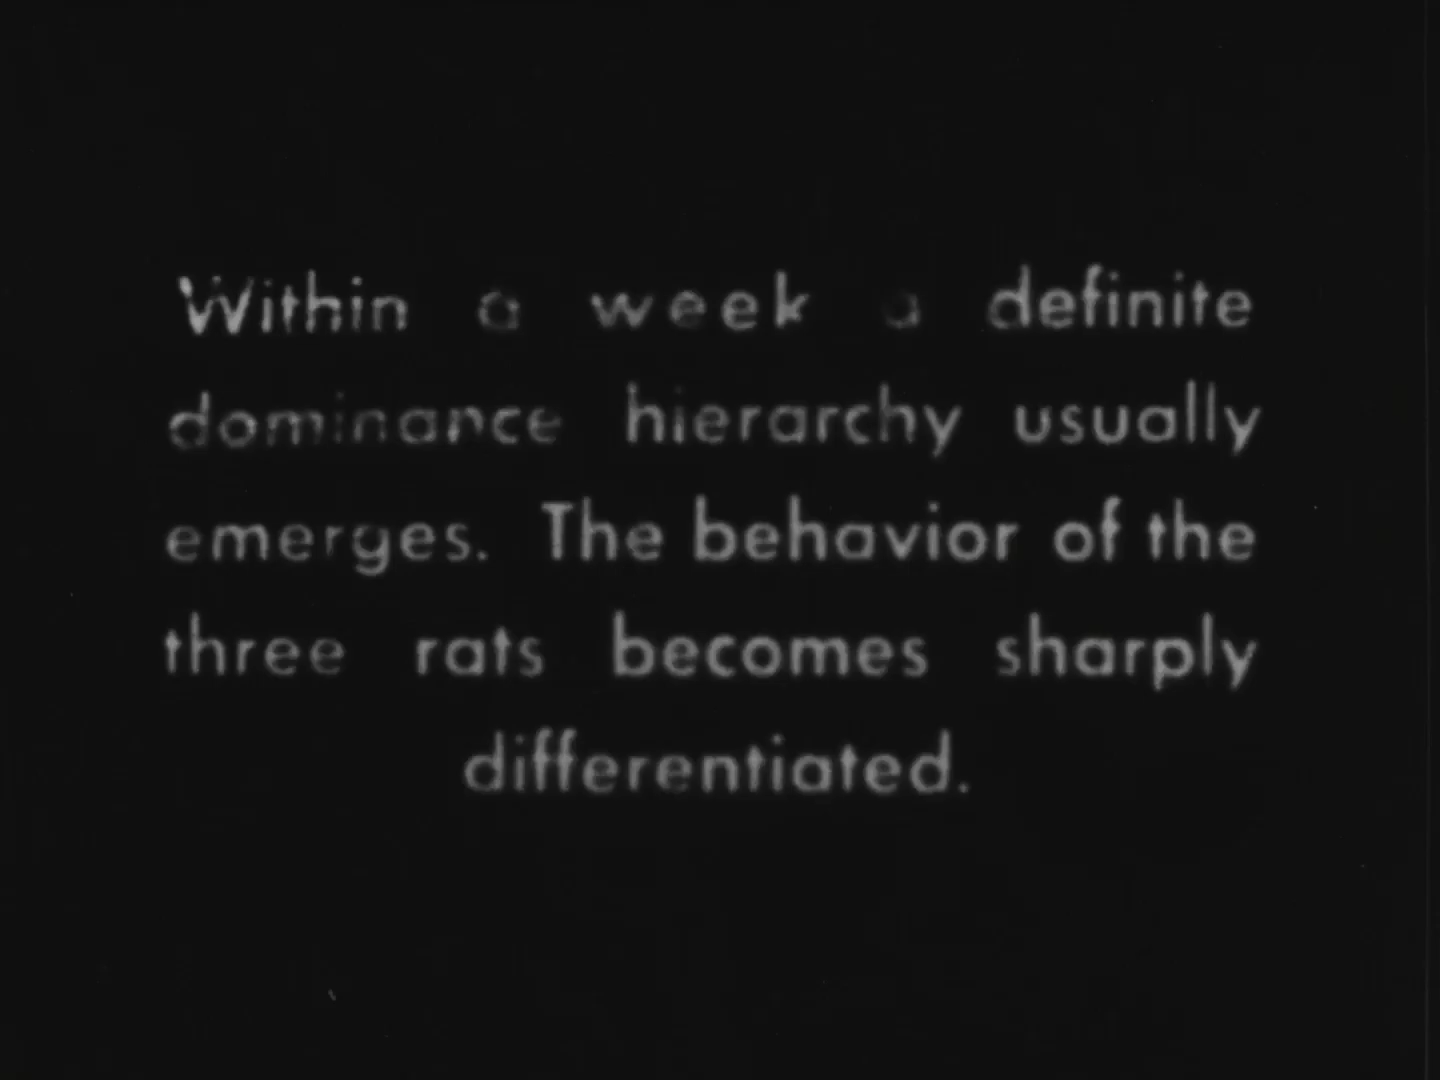 Within a week a definite
dominance hierarchy usually
emerges. The behavior of the
three rats becomes sharply
differentiated.